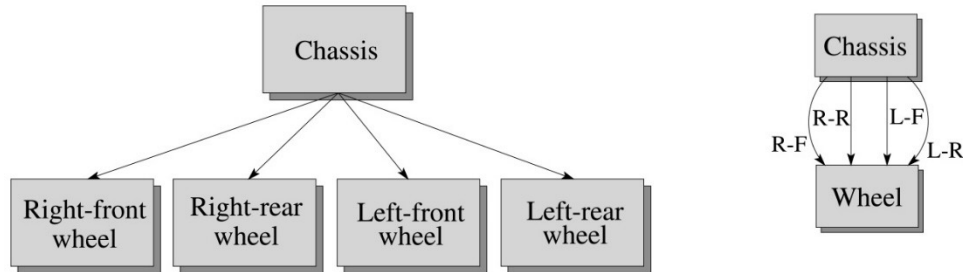 Chassis
Right-front
wheel
Right-rear
wheel
Left-front
wheel
Left-rear
wheel
Chassis
R-F
R-R
L-F
L-R
Wheel